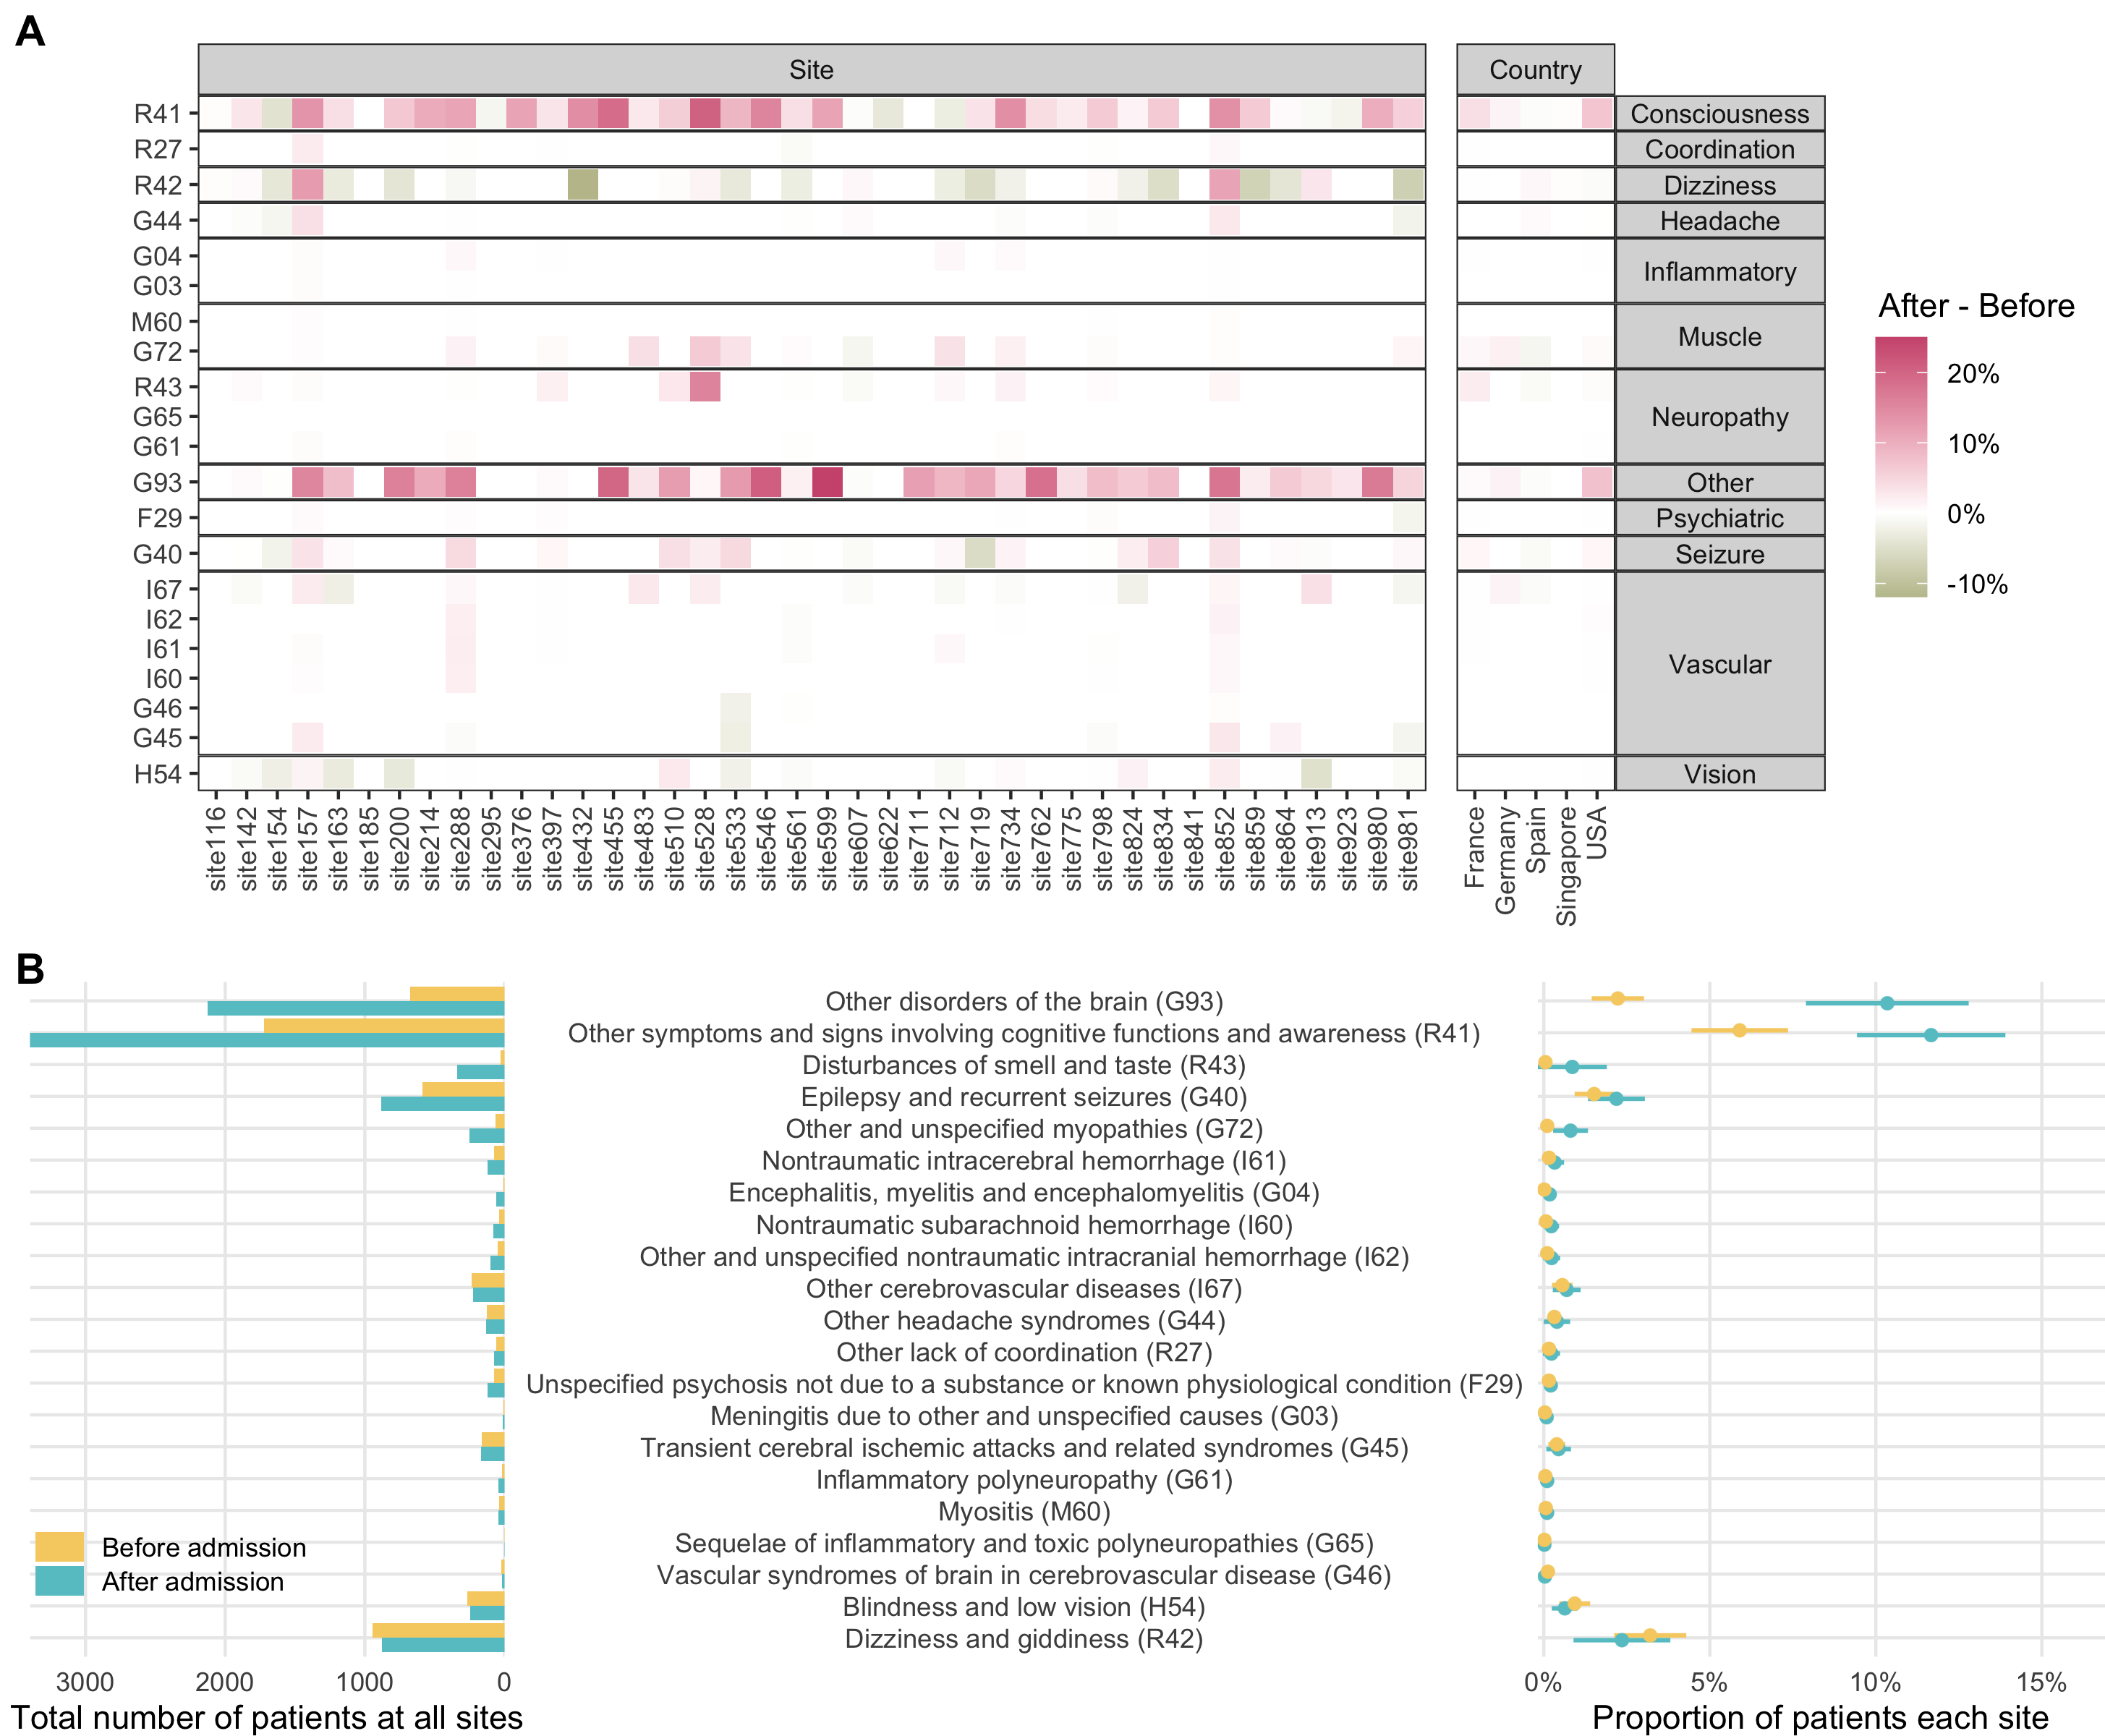 A
Site
Country
R41
Consciousness
R27
Coordination
R42
Dizziness
G44
Headache
G04
G03
Inflammatory
M60
G72
Muscle
R43
G65
G61
Neuropathy
G93
Other
F29
Psychiatric
G40
Seizure
I67
I62
I61
I60
G46
G45
Vascular
H54
Vision
After - Before
20%
10%
0%
-10%
site116
site142
site154
site157
site163
site185
site200
site214
site288
site295
site376
site397
site432
site455
site483
site510
site528
site533
site546
site561
site599
site607
site622
site711
site712
site719
site734
site762
site775
site798
site824
site834
site841
site852
site859
site864
site913
site923
site980
site981
France
Germany
Spain
Singapore
USA
B
Other disorders of the brain (G93)
Other symptoms and signs involving cognitive functions and awareness (R41)
Disturbances of smell and taste (R43)
Epilepsy and recurrent seizures (G40)
Other and unspecified myopathies (G72)
Nontraumatic intracerebral hemorrhage (I61)
Encephalitis, myelitis and encephalomyelitis (G04)
Nontraumatic subarachnoid hemorrhage (I60)
Other and unspecified nontraumatic intracranial hemorrhage (I62)
Other cerebrovascular diseases (I67)
Other headache syndromes (G44)
Other lack of coordination (R27)
Unspecified psychosis not due to a substance or known physiological condition (F29)
Meningitis due to other and unspecified causes (G03)
Transient cerebral ischemic attacks and related syndromes (G45)
Inflammatory polyneuropathy (G61)
Myositis (M60)
Sequelae of inflammatory and toxic polyneuropathies (G65)
Vascular syndromes of brain in cerebrovascular disease (G46)
Blindness and low vision (H54)
Dizziness and giddiness (R42)
Before admission
After admission
3000 2000 1000 0
Total number of patients at all sites
0% 5% 10% 15%
Proportion of patients each site